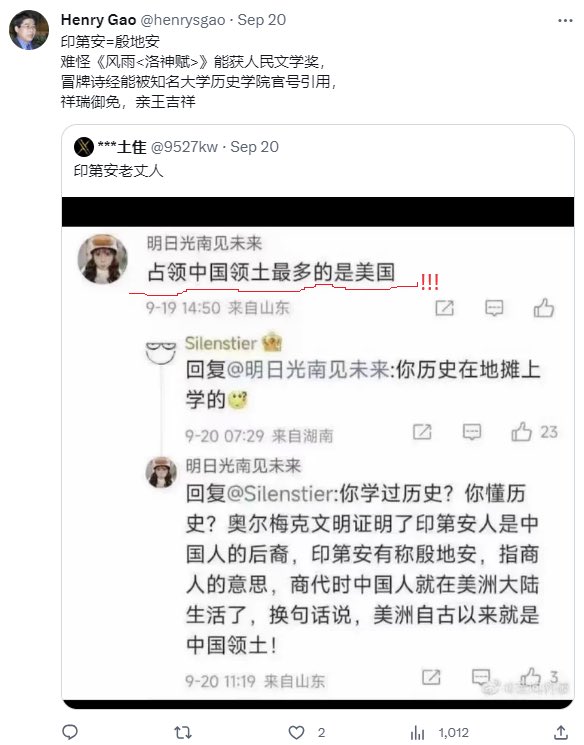 Henry Gao @henrysgao · Sep 20
印第安=殷地安
难怪《风雨<洛神赋>》能获人民文学奖，
冒牌诗经能被知名大学历史学院官号引用，
祥瑞御免，亲王吉祥
***土住 @9527kw · Sep 20
印第安老丈人
明日光南见未来
占领中国领土最多的是美国 !!!
9-19 14:50 来自山东
Silenstier
回复@明日光南见未来:你历史在地摊上
学的
9-20 07:29 来自湖南
23
明日光南见未来
回复@Silenstier:你学过历史？你懂历
史？奥尔梅克文明证明了印第安人是中
国人的后裔，印第安有称殷地安，指商
人的意思，商代时中国人就在美洲大陆
生活了，换句话说，美洲自古以来就是
中国领土！
9-20 11:19 来自山东
3
2
1,012